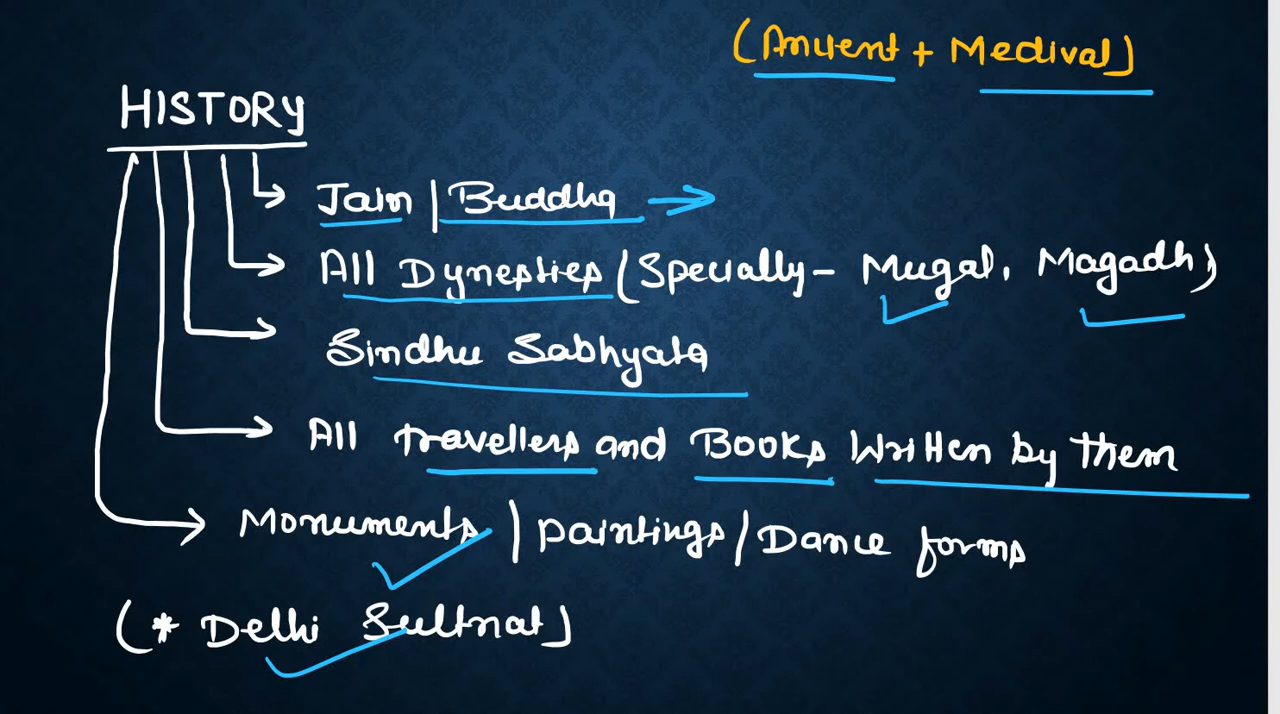 (Ancient + Medival)
HISTORY
Jain | Buddha →
All Dynesties (Specially - Mugal, Magadh)
Sindhu Sabhyata
All travellers and Books Written by them
Monuments | paintings / Dance forms
(* Delhi Sultnat)